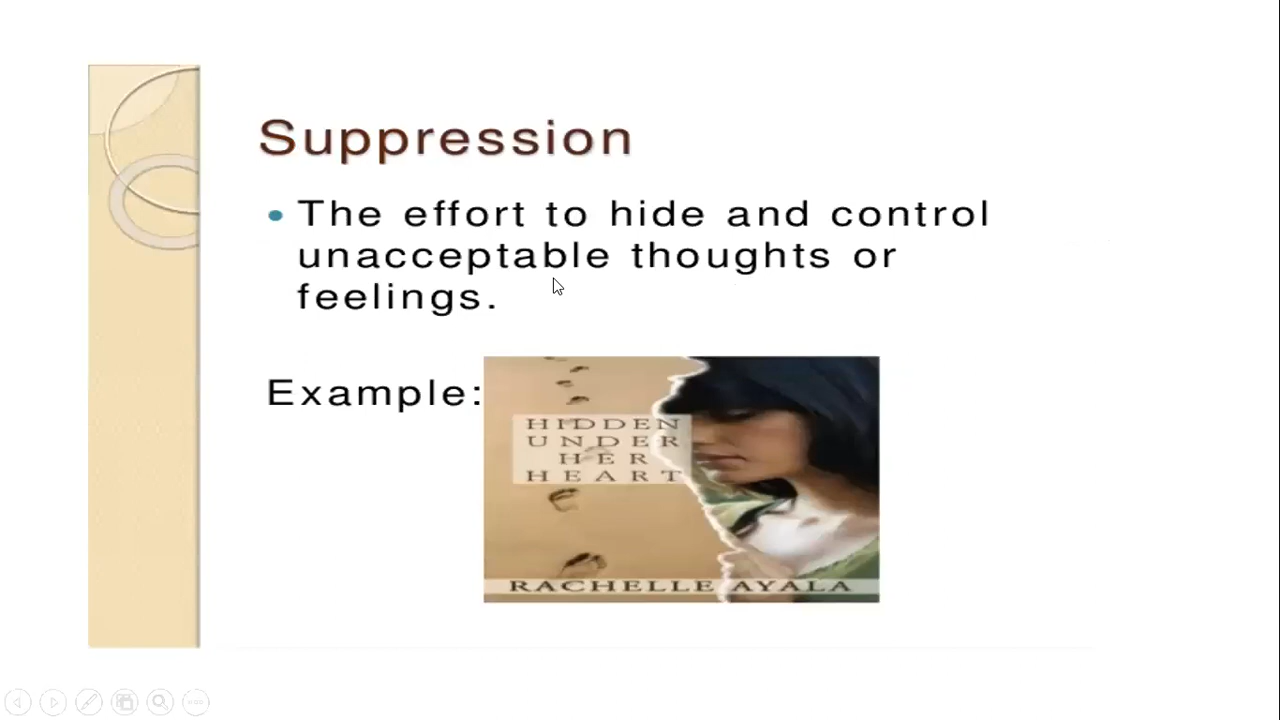 Suppression
• The effort to hide and control
unacceptable thoughts or
feelings.
Example:
HIDDEN
UNDER
HER
HEART
RACHELLE AYALA